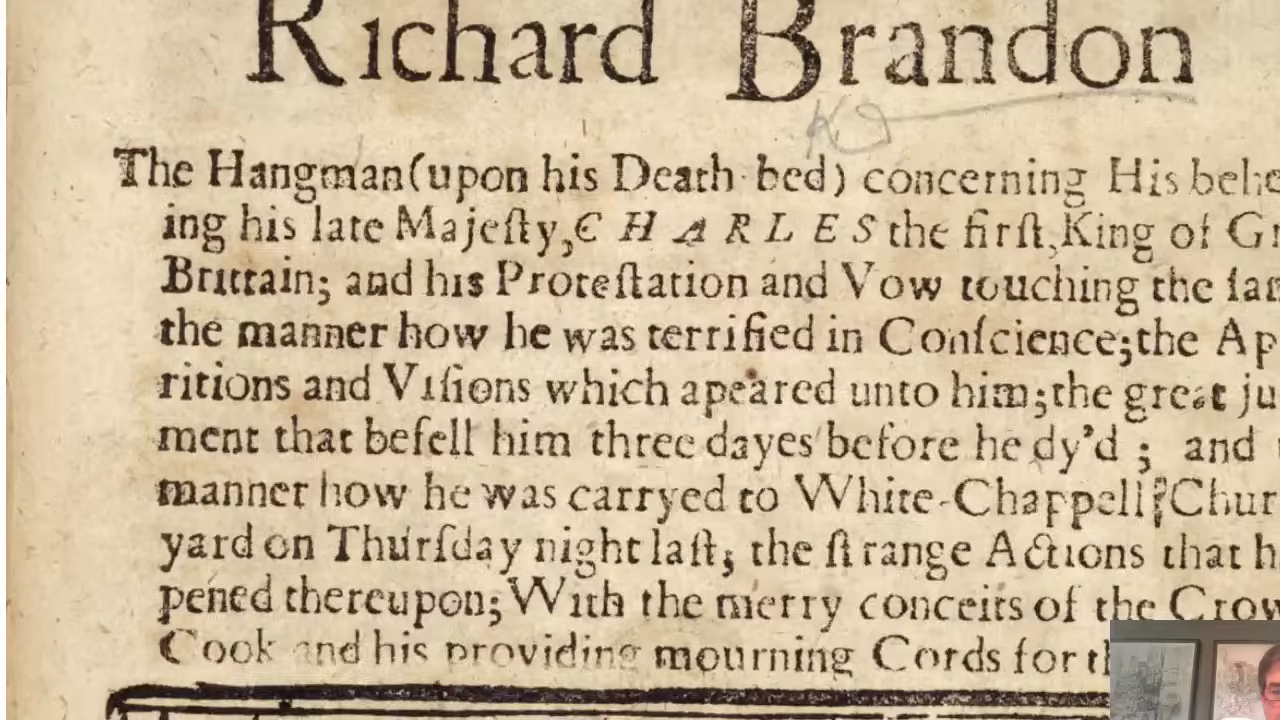 Richard Brandon
The Hangman (upon his Death-bed) concerning His behe
ing his late Majeſty, CHARLES the firſt, King of Gr
Brittain; and his Proteſtation and Vow touching the ſam
the manner how he was terrified in Conſcience; the Ap
ritions and Viſions which apeared unto him; the great ju
ment that befell him three dayes before he dy'd; and
manner how he was carryed to White-Chappell Chur
yard on Thurſday night laſt; the ſtrange Actions that h
pened thereupon; With the merry conceits of the Crow
Cook and his providing mourning Cords for th